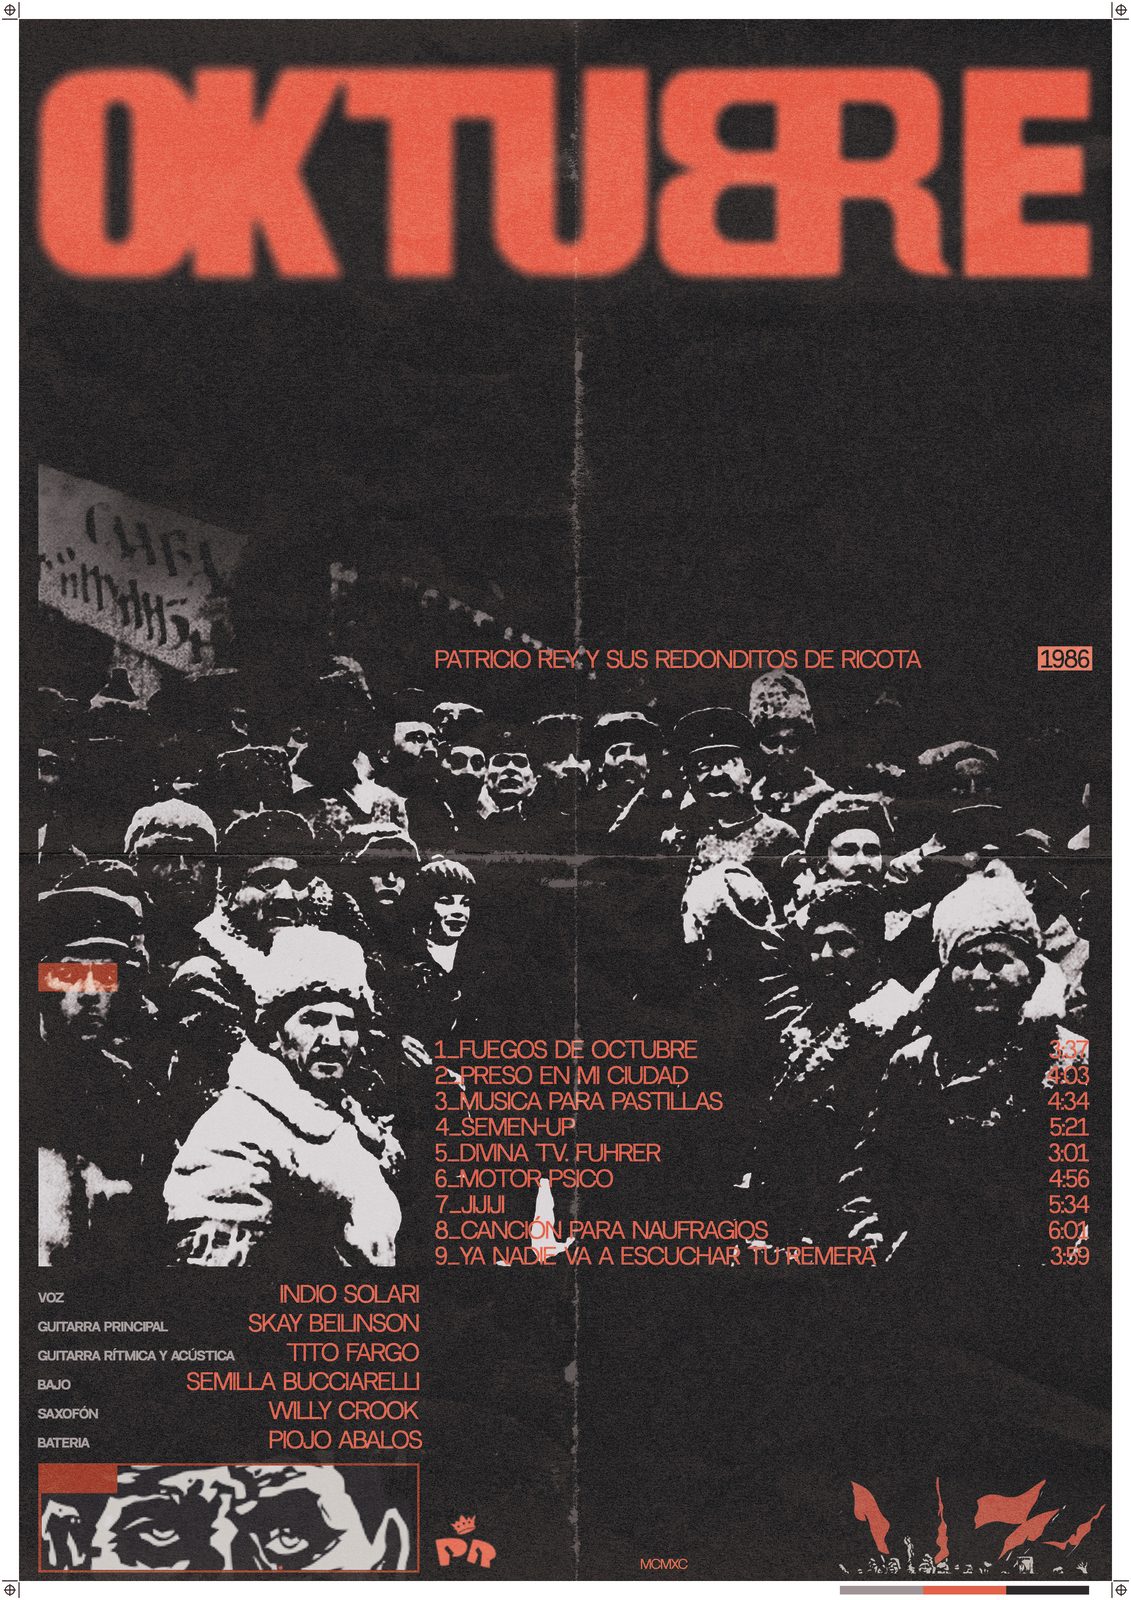 OKTUBRE
PATRICIO REY Y SUS REDONDITOS DE RICOTA 1986
1_FUEGOS DE OCTUBRE 3:37
2_PRESO EN MI CIUDAD 4:03
3_MUSICA PARA PASTILLAS 4:34
4_SEMEN-UP 5:21
5_DIVINA TV. FUHRER 3:01
6_MOTOR PSICO 4:56
7_JIJIJI 5:34
8_CANCIÓN PARA NAUFRAGIOS 6:01
9_YA NADIE VA A ESCUCHAR TU REMERA 3:59
VOZ INDIO SOLARI
GUITARRA PRINCIPAL SKAY BEILINSON
GUITARRA RÍTMICA Y ACÚSTICA TITO FARGO
BAJO SEMILLA BUCCIARELLI
SAXOFÓN WILLY CROOK
BATERIA PIOJO ABALOS
PR
MCMXC